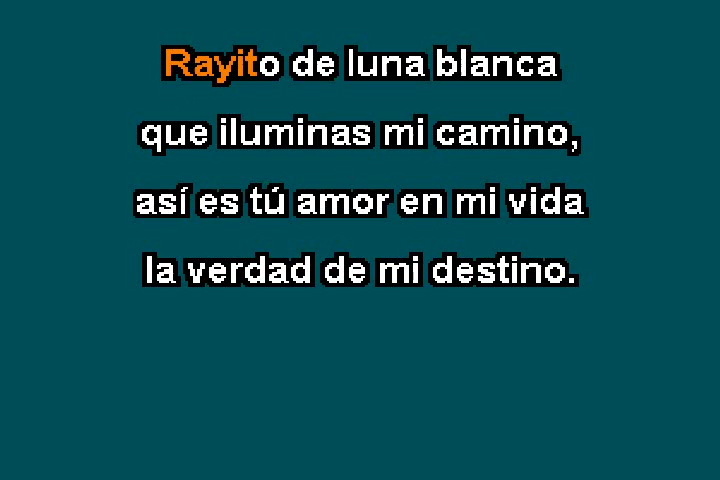 Rayito de luna blanca
que iluminas mi camino,
así es tú amor en mi vida
la verdad de mi destino.